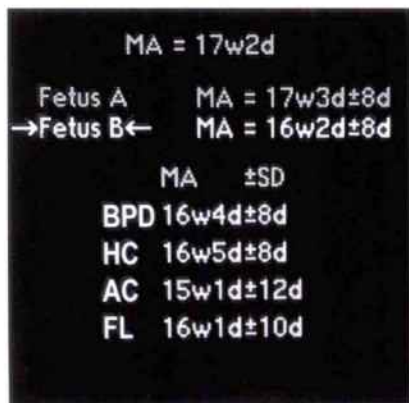 MA = 17w2d
Fetus A MA = 17w3d±8d
→Fetus B← MA = 16w2d±8d
MA ±SD
BPD 16w4d±8d
HC 16w5d±8d
AC 15w1d±12d
FL 16w1d±10d